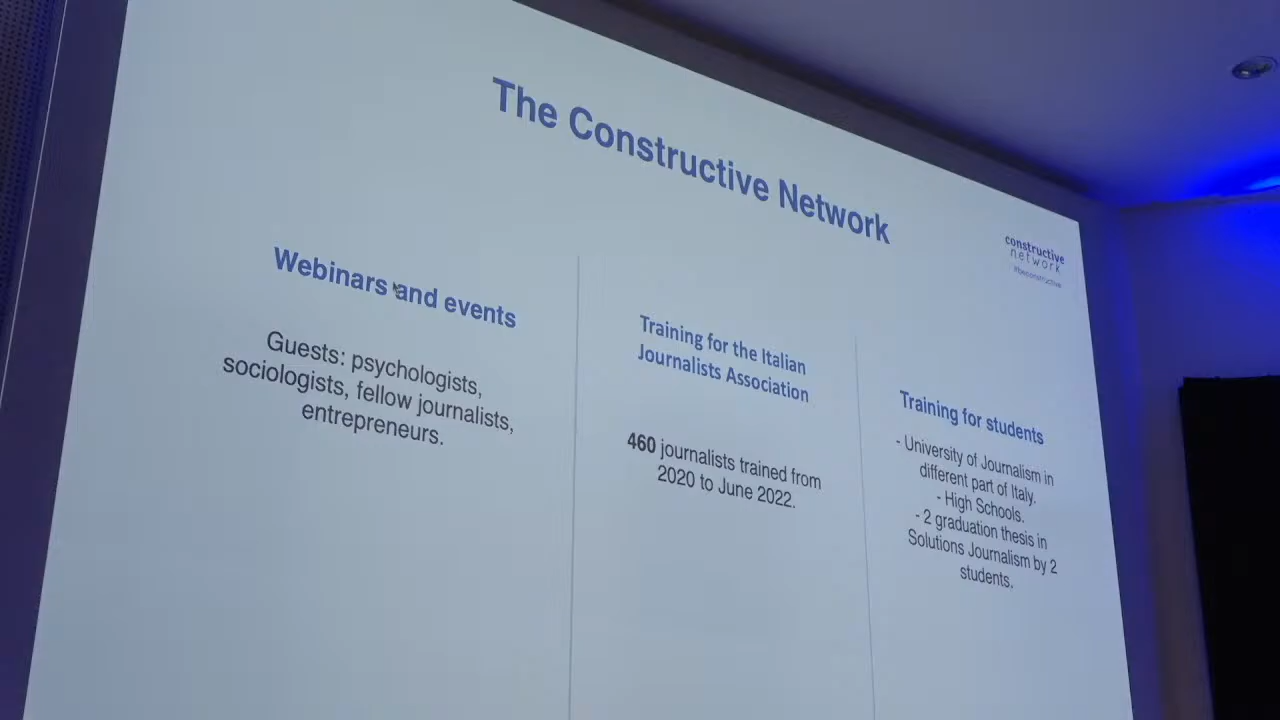 The Constructive Network
constructive
network
#beconstructive
Webinars and events
Guests: psychologists,
sociologists, fellow journalists,
entrepreneurs.
Training for the Italian
Journalists Association
460 journalists trained from
2020 to June 2022.
Training for students
- University of Journalism in
different part of Italy.
- High Schools.
- 2 graduation thesis in
Solutions Journalism by 2
students.